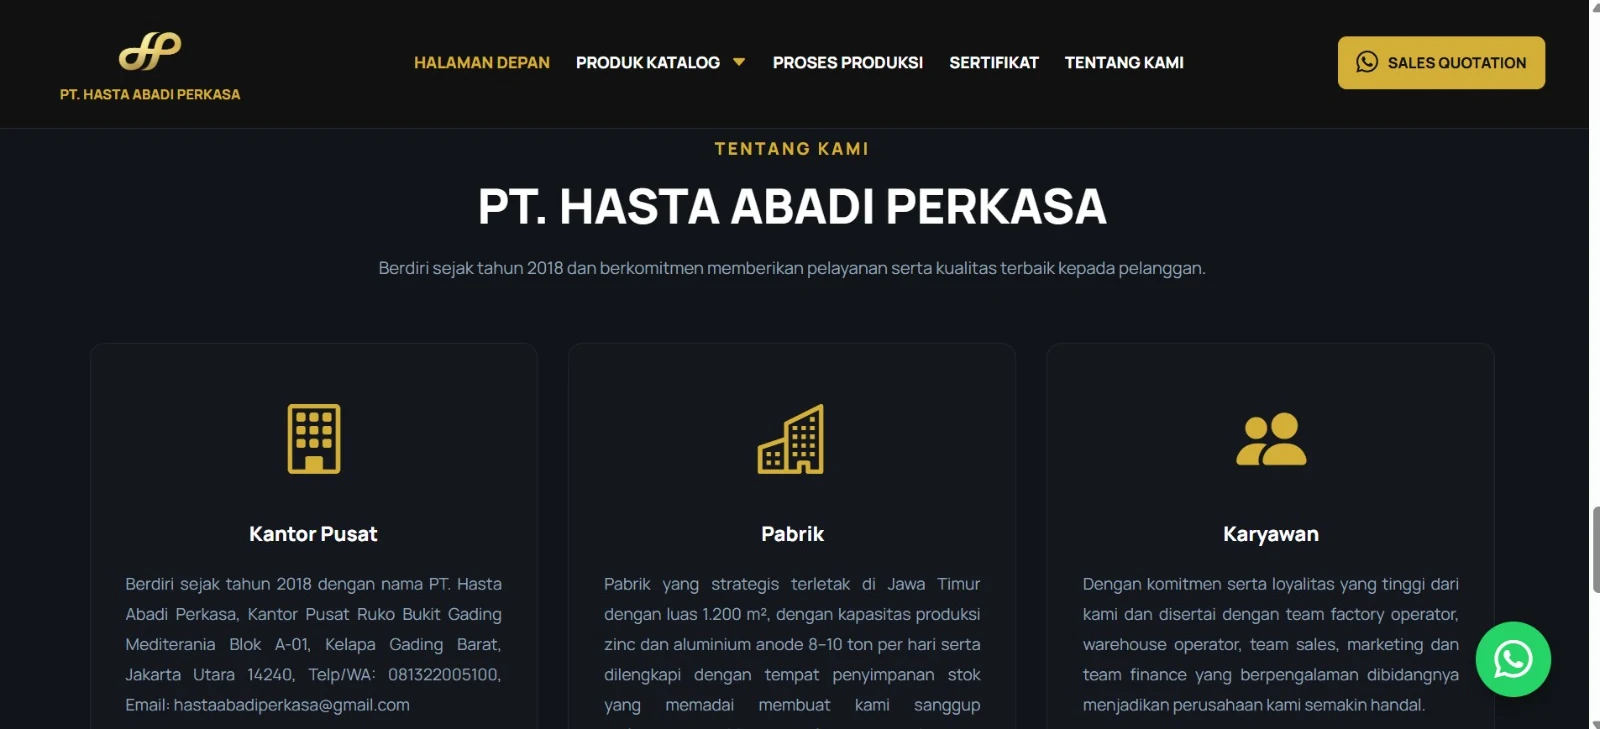 PT. HASTA ABADI PERKASA
HALAMAN DEPAN
PRODUK KATALOG
PROSES PRODUKSI
SERTIFIKAT
TENTANG KAMI
SALES QUOTATION
TENTANG KAMI
PT. HASTA ABADI PERKASA
Berdiri sejak tahun 2018 dan berkomitmen memberikan pelayanan serta kualitas terbaik kepada pelanggan.
Kantor Pusat
Berdiri sejak tahun 2018 dengan nama PT. Hasta
Abadi Perkasa, Kantor Pusat Ruko Bukit Gading
Mediterania Blok A-01, Kelapa Gading Barat,
Jakarta Utara 14240, Telp/WA: 081322005100,
Email: hastaabadiperkasa@gmail.com
Pabrik
Pabrik yang strategis terletak di Jawa Timur
dengan luas 1.200 m², dengan kapasitas produksi
zinc dan aluminium anode 8–10 ton per hari serta
dilengkapi dengan tempat penyimpanan stok
yang memadai membuat kami sanggup
Karyawan
Dengan komitmen serta loyalitas yang tinggi dari
kami dan disertai dengan team factory operator,
warehouse operator, team sales, marketing dan
team finance yang berpengalaman dibidangnya
menjadikan perusahaan kami semakin handal.